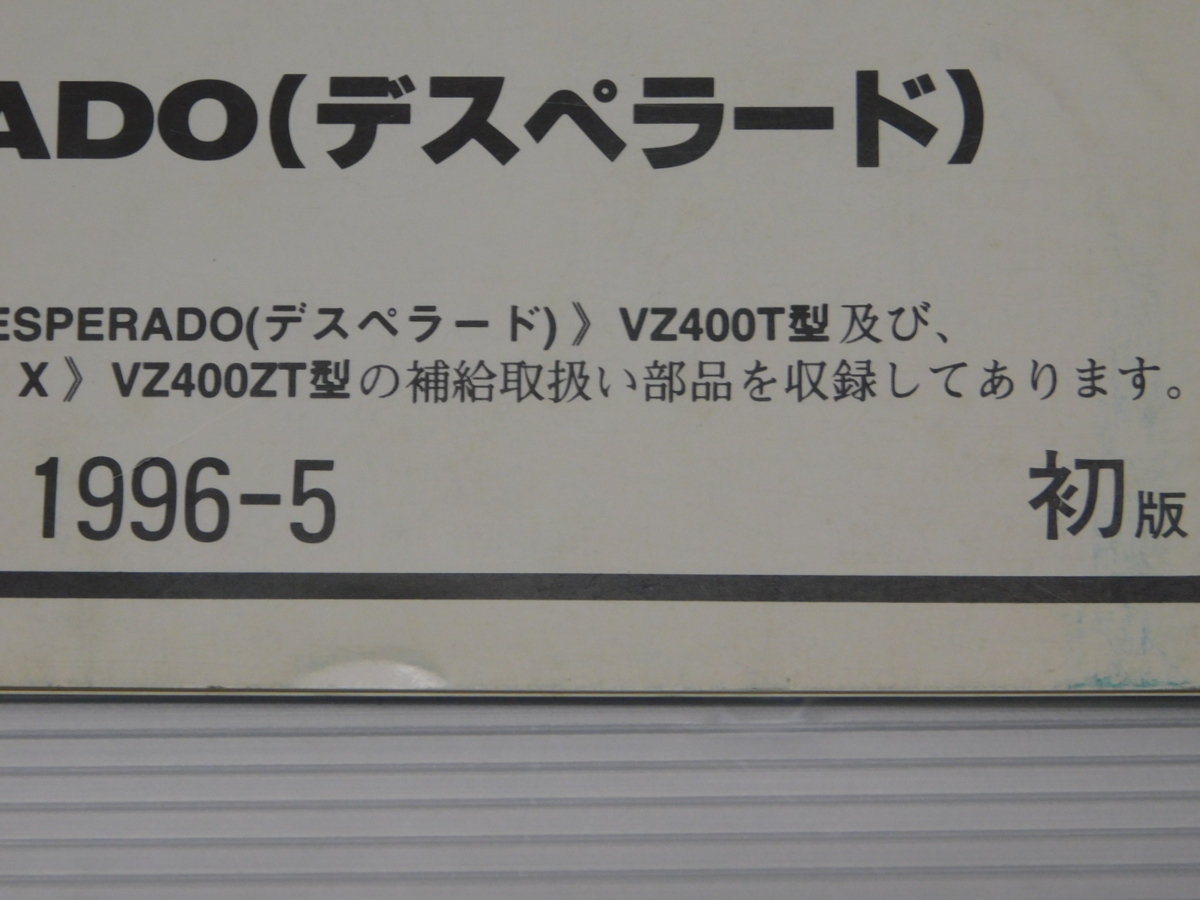 ADO(デスペラード)
ESPERADO(デスペラード)》VZ400T型及び、
X》VZ400ZT型の補給取扱い部品を収録してあります。
1996-5 初版